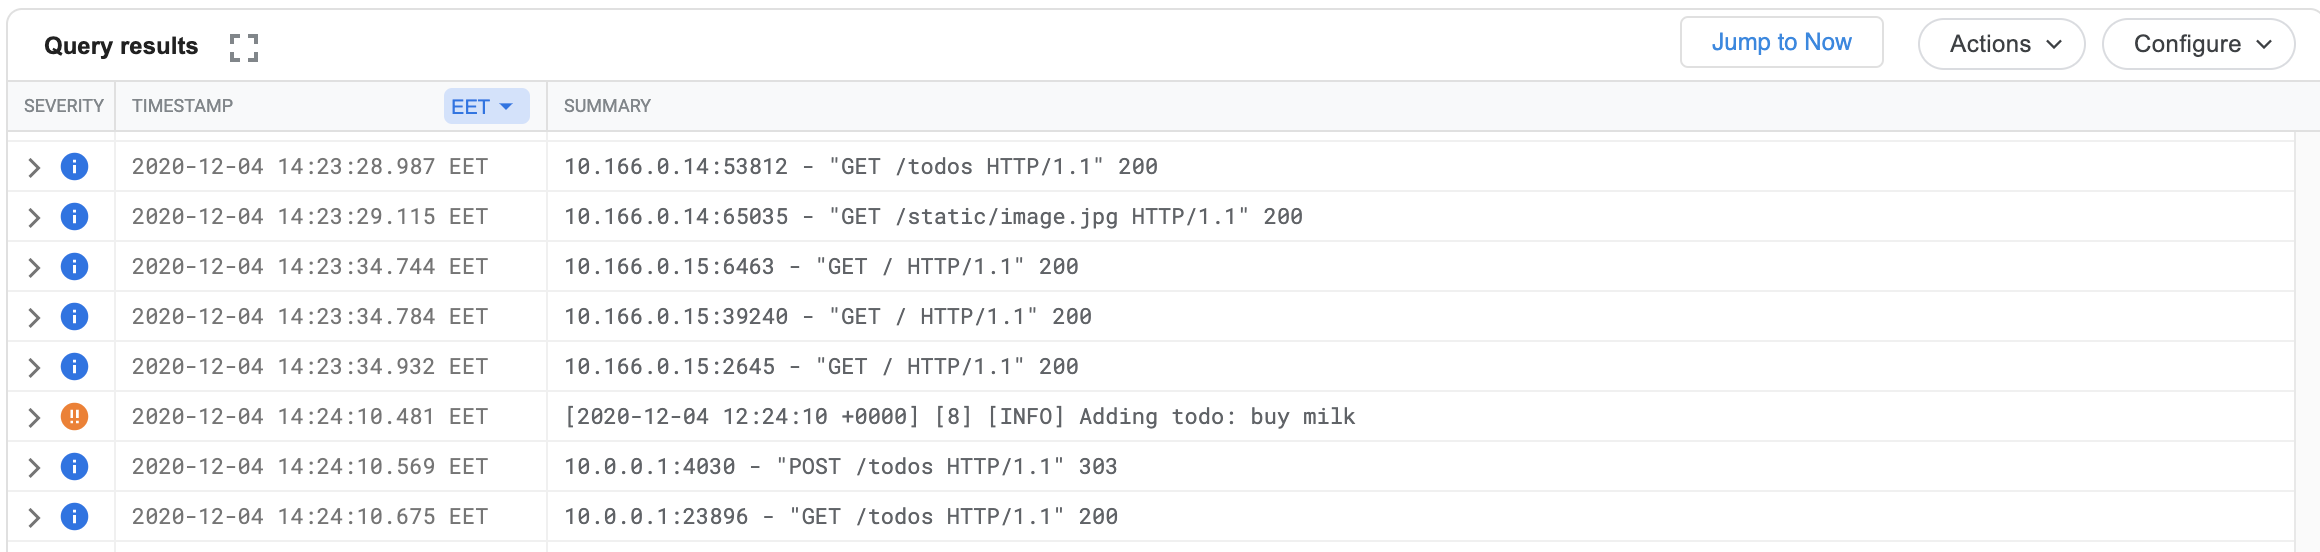 Query results Jump to Now Actions Configure
SEVERITY TIMESTAMP EET SUMMARY
2020-12-04 14:23:28.987 EET 10.166.0.14:53812 - "GET /todos HTTP/1.1" 200
2020-12-04 14:23:29.115 EET 10.166.0.14:65035 - "GET /static/image.jpg HTTP/1.1" 200
2020-12-04 14:23:34.744 EET 10.166.0.15:6463 - "GET / HTTP/1.1" 200
2020-12-04 14:23:34.784 EET 10.166.0.15:39240 - "GET / HTTP/1.1" 200
2020-12-04 14:23:34.932 EET 10.166.0.15:2645 - "GET / HTTP/1.1" 200
2020-12-04 14:24:10.481 EET [2020-12-04 12:24:10 +0000] [8] [INFO] Adding todo: buy milk
2020-12-04 14:24:10.569 EET 10.0.0.1:4030 - "POST /todos HTTP/1.1" 303
2020-12-04 14:24:10.675 EET 10.0.0.1:23896 - "GET /todos HTTP/1.1" 200